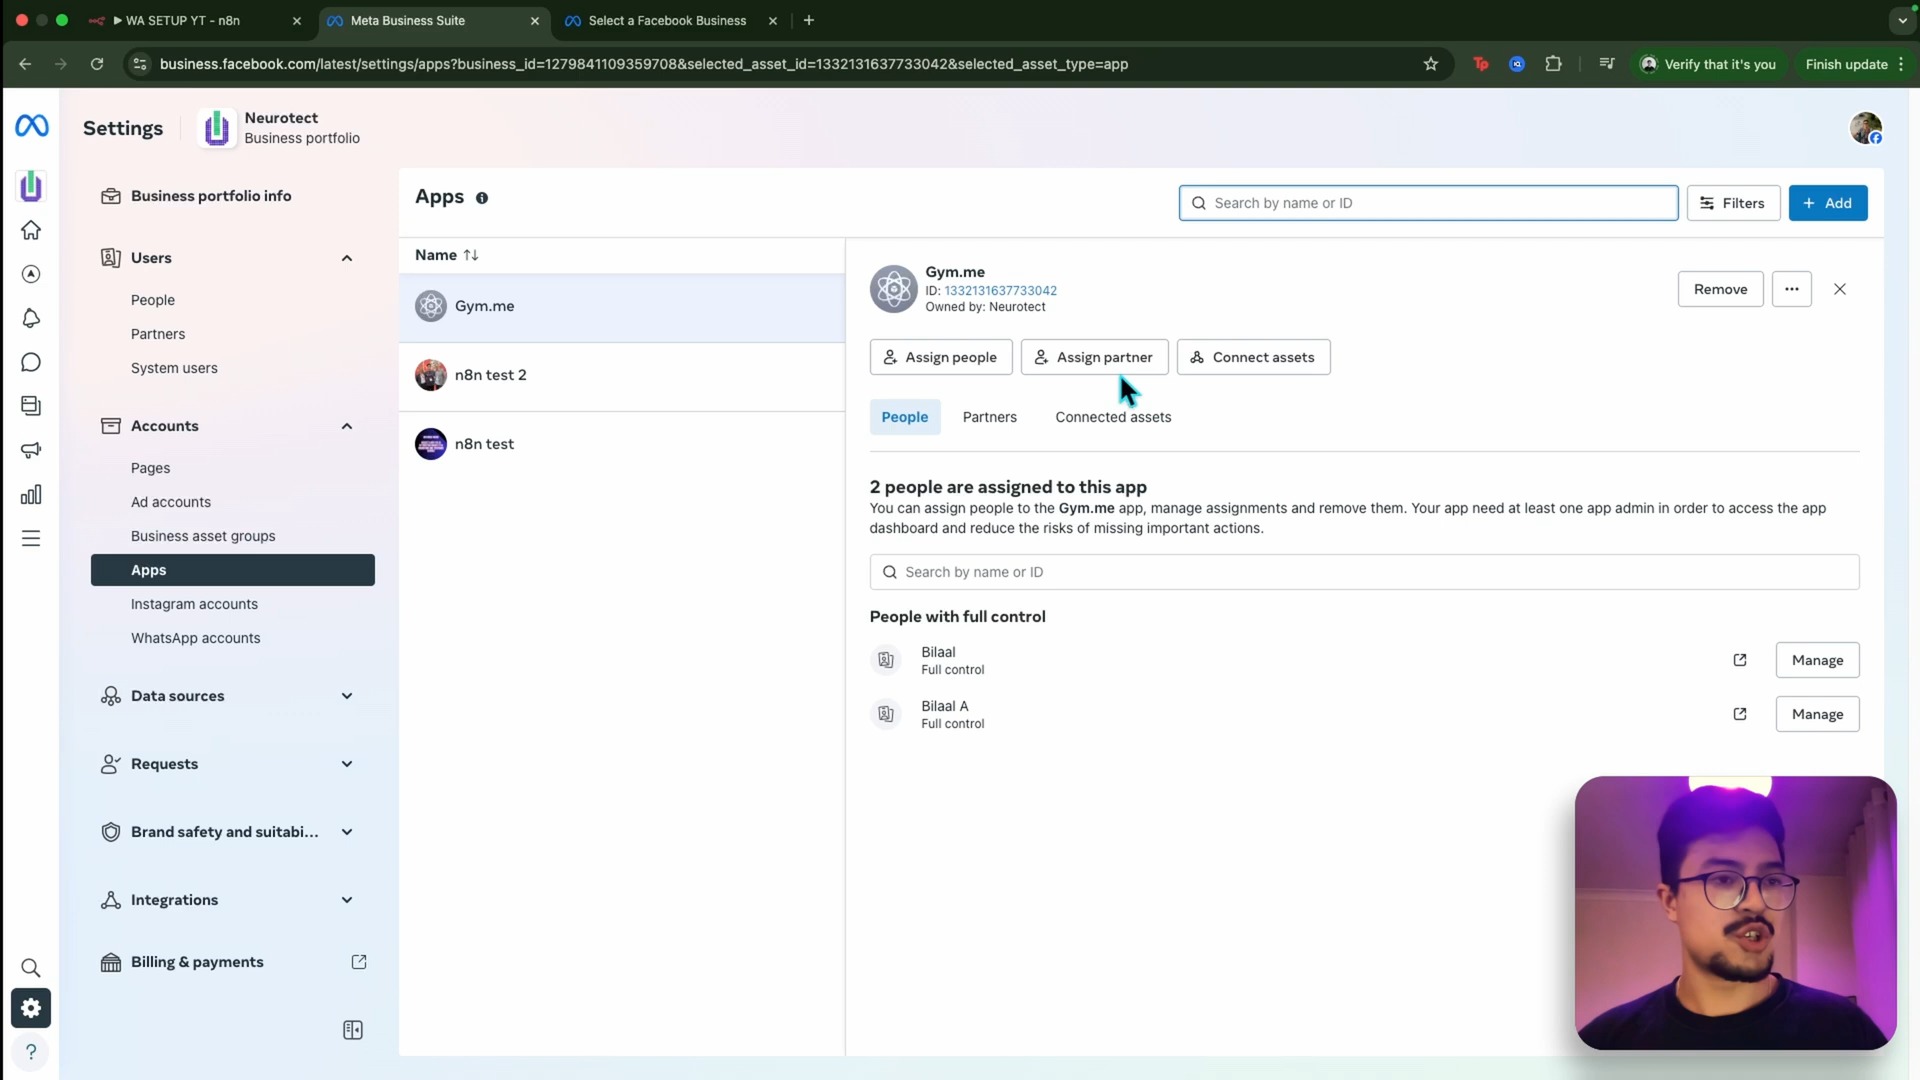 WA SETUP YT - n8n
Meta Business Suite
Select a Facebook Business
business.facebook.com/latest/settings/apps?business_id=1279841109359708&selected_asset_id=1332131637733042&selected_asset_type=app
Tp
Verify that it's you
Finish update
Settings
Neurotect
Business portfolio
Business portfolio info
Users
People
Partners
System users
Accounts
Pages
Ad accounts
Business asset groups
Apps
Instagram accounts
WhatsApp accounts
Data sources
Requests
Brand safety and suitabi...
Integrations
Billing & payments
Apps
Search by name or ID
Filters
+ Add
Name
Gym.me
n8n test 2
n8n test
Gym.me
ID: 1332131637733042
Owned by: Neurotect
Remove
Assign people
Assign partner
Connect assets
People
Partners
Connected assets
2 people are assigned to this app
You can assign people to the Gym.me app, manage assignments and remove them. Your app need at least one app admin in order to access the app
dashboard and reduce the risks of missing important actions.
Search by name or ID
People with full control
Bilaal
Full control
Manage
Bilaal A
Full control
Manage